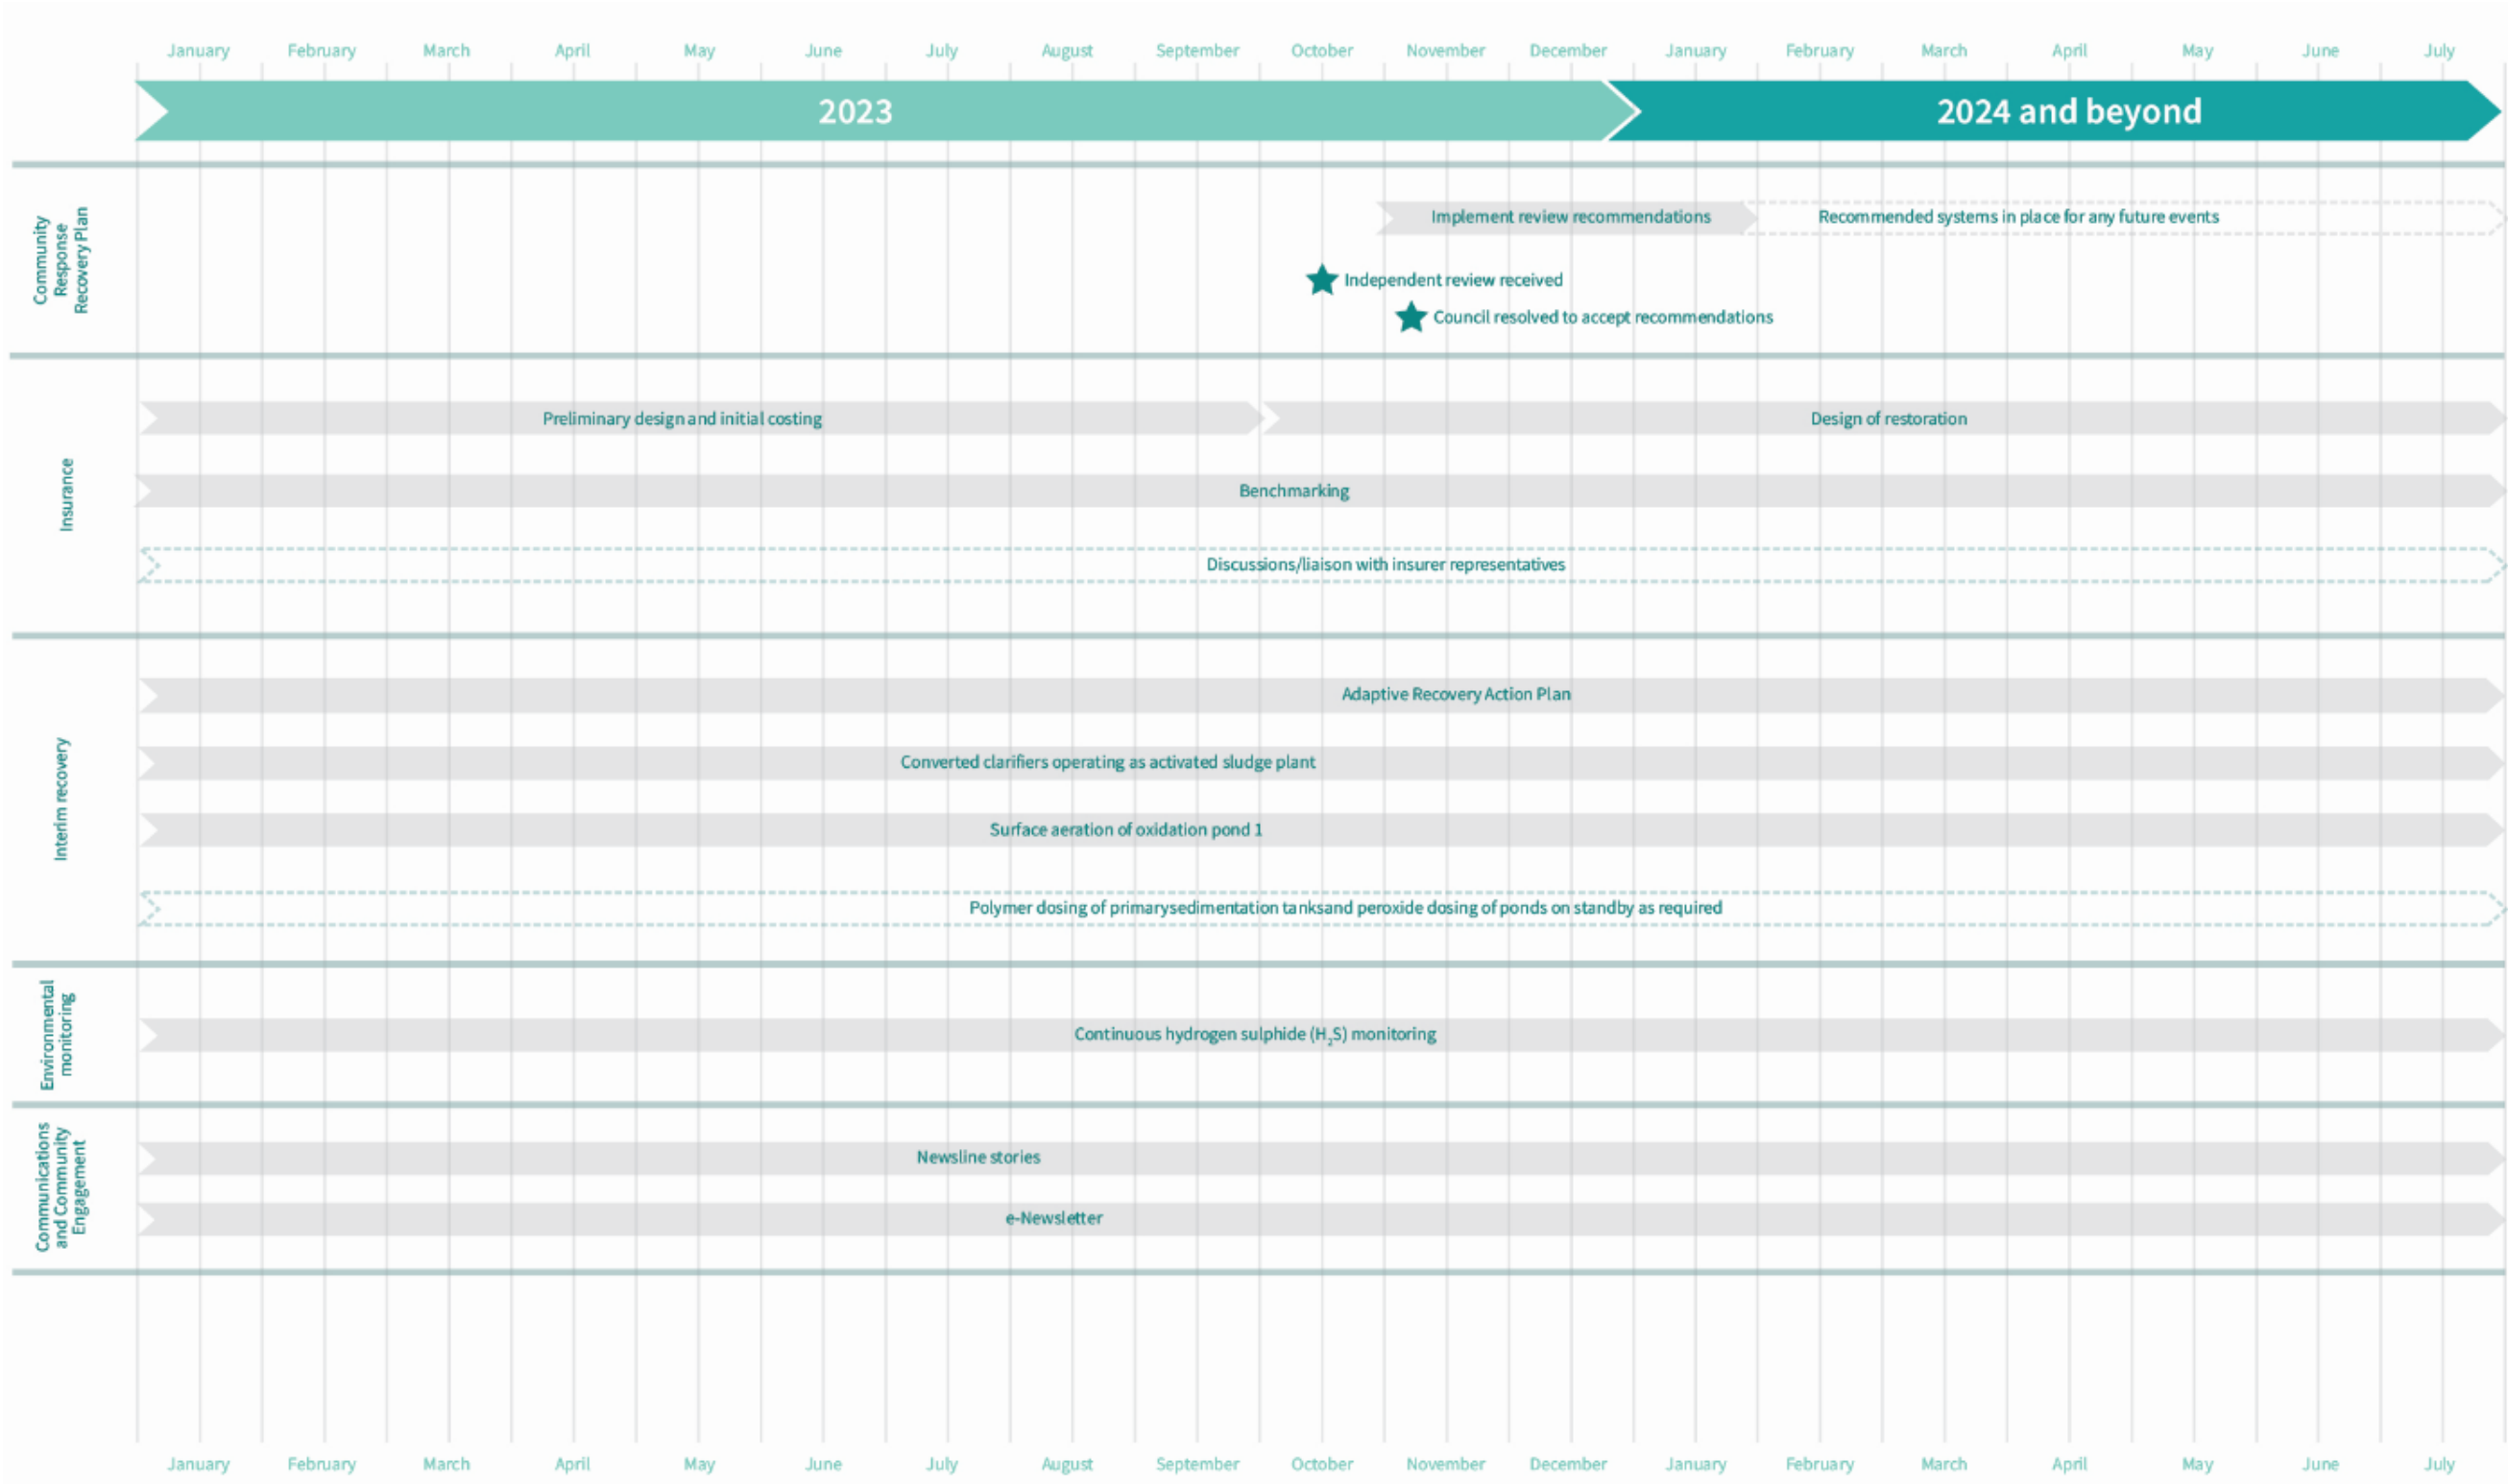 January February March April May June July August September October November December January February March April May June July
2023
2024 and beyond
Community
Response
Recovery Plan
Implement review recommendations
Recommended systems in place for any future events
Independent review received
Council resolved to accept recommendations
Insurance
Preliminary design and initial costing
Design of restoration
Benchmarking
Discussions/liaison with insurer representatives
Interim recovery
Adaptive Recovery Action Plan
Converted clarifiers operating as activated sludge plant
Surface aeration of oxidation pond 1
Polymer dosing of primarysedimentation tanksand peroxide dosing of ponds on standby as required
Environmental
monitoring
Continuous hydrogen sulphide (H₂S) monitoring
Communications
and Community
Engagement
Newsline stories
e-Newsletter
January February March April May June July August September October November December January February March April May June July